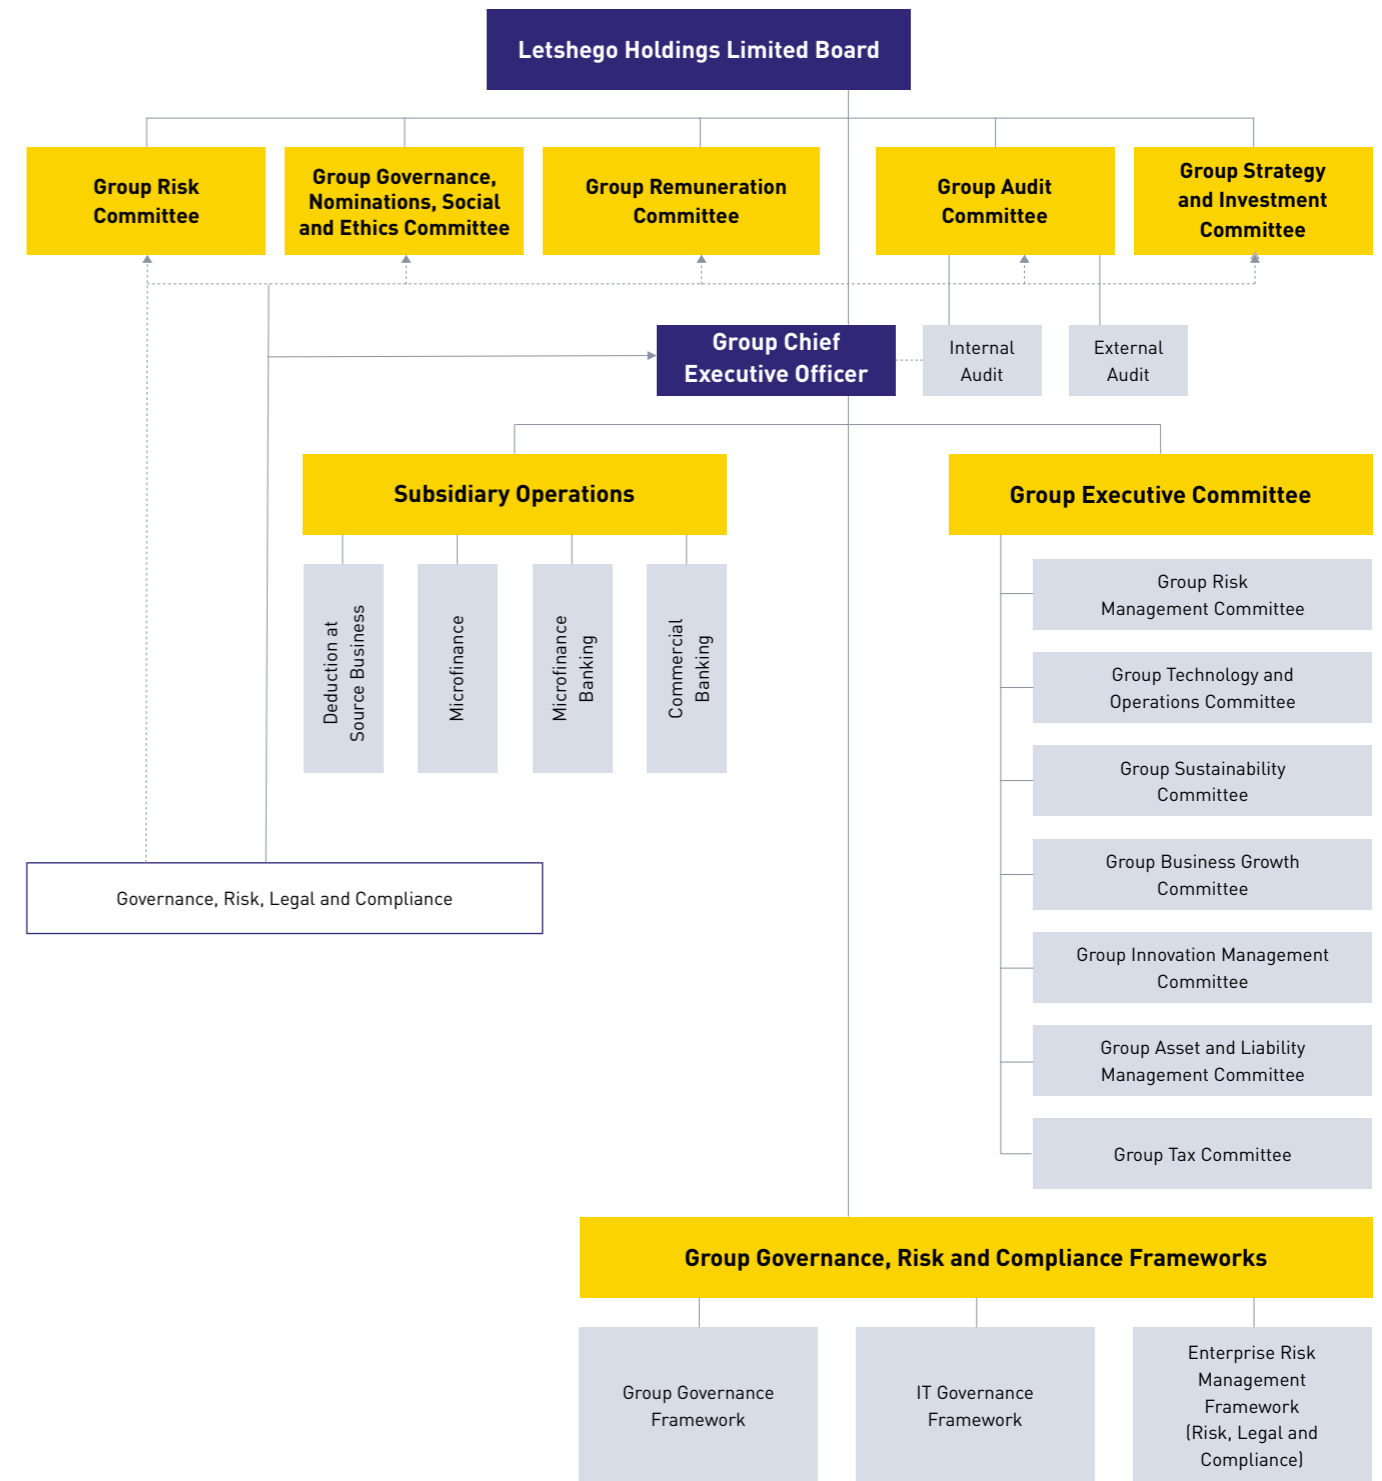 Letshego Holdings Limited Board
Group Risk
Committee
Group Governance,
Nominations, Social
and Ethics Committee
Group Remuneration
Committee
Group Audit
Committee
Group Strategy
and Investment
Committee
Group Chief
Executive Officer
Internal
Audit
External
Audit
Subsidiary Operations
Deduction at
Source Business
Microfinance
Microfinance
Banking
Commercial
Banking
Group Executive Committee
Group Risk
Management Committee
Group Technology and
Operations Committee
Group Sustainability
Committee
Group Business Growth
Committee
Group Innovation Management
Committee
Group Asset and Liability
Management Committee
Group Tax Committee
Governance, Risk, Legal and Compliance
Group Governance, Risk and Compliance Frameworks
Group Governance
Framework
IT Governance
Framework
Enterprise Risk
Management
Framework
(Risk, Legal and
Compliance)